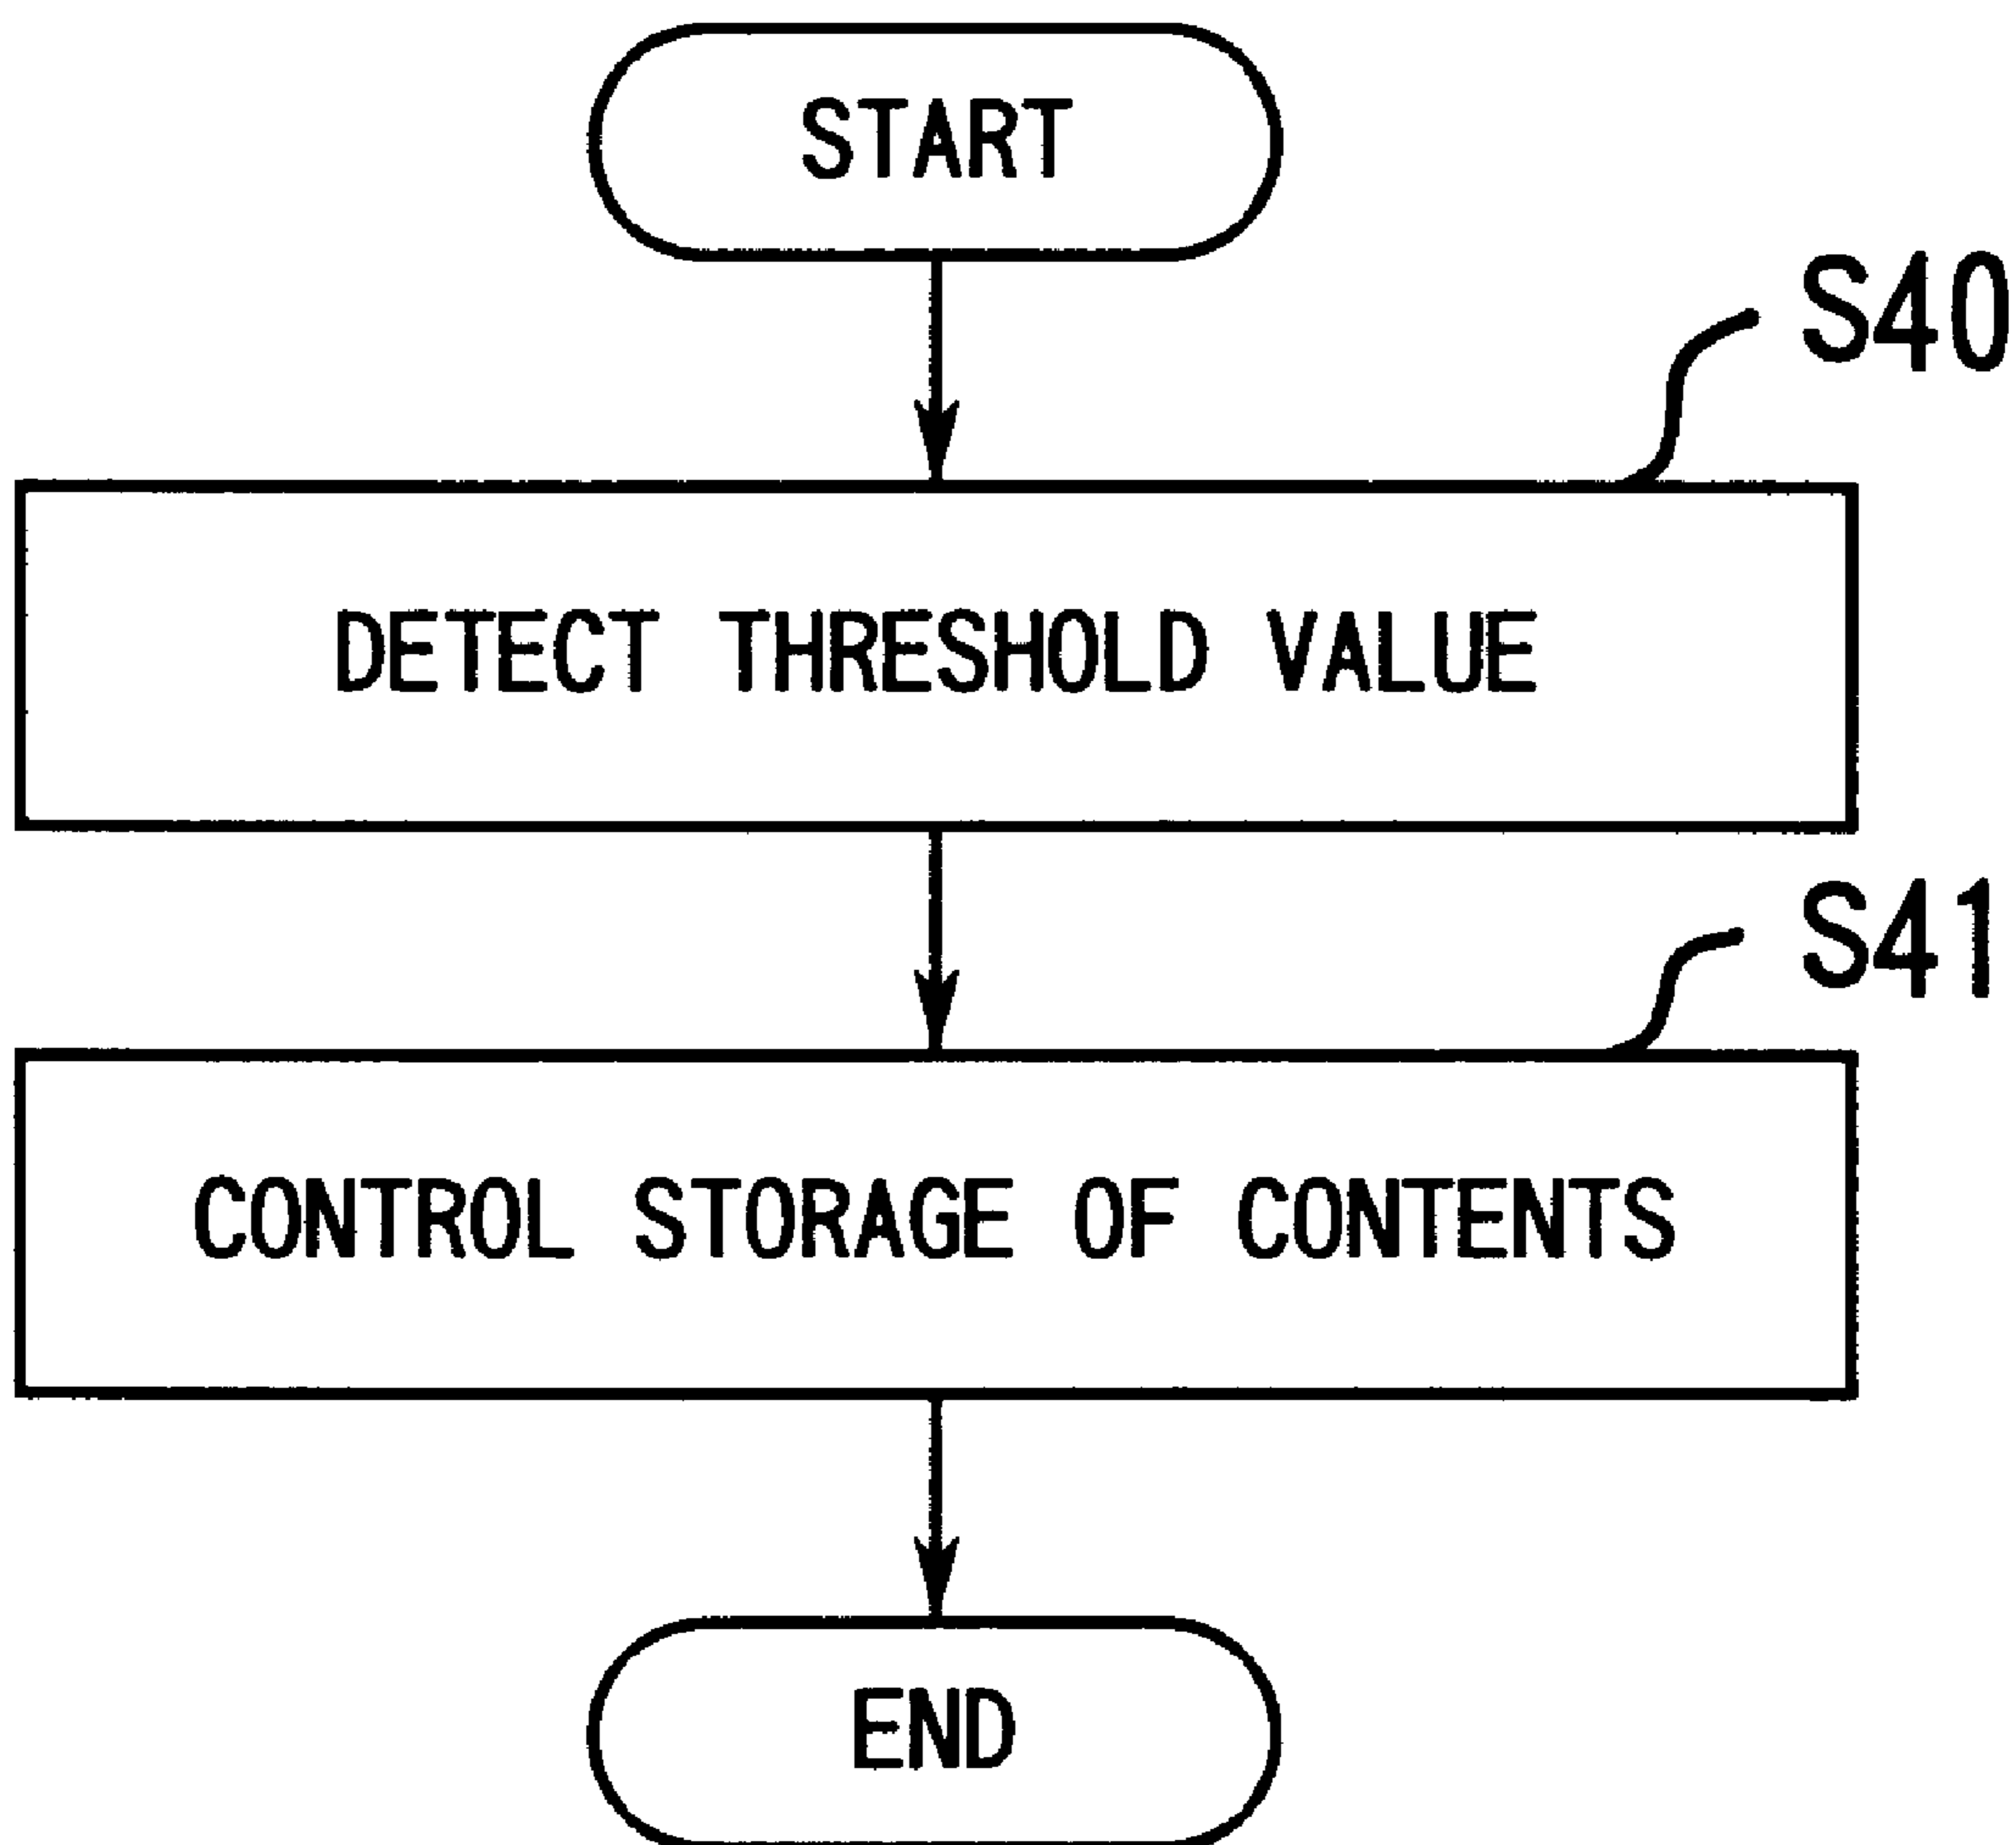 START
S40
DETECT THRESHOLD VALUE
S41
CONTROL STORAGE OF CONTENTS
END